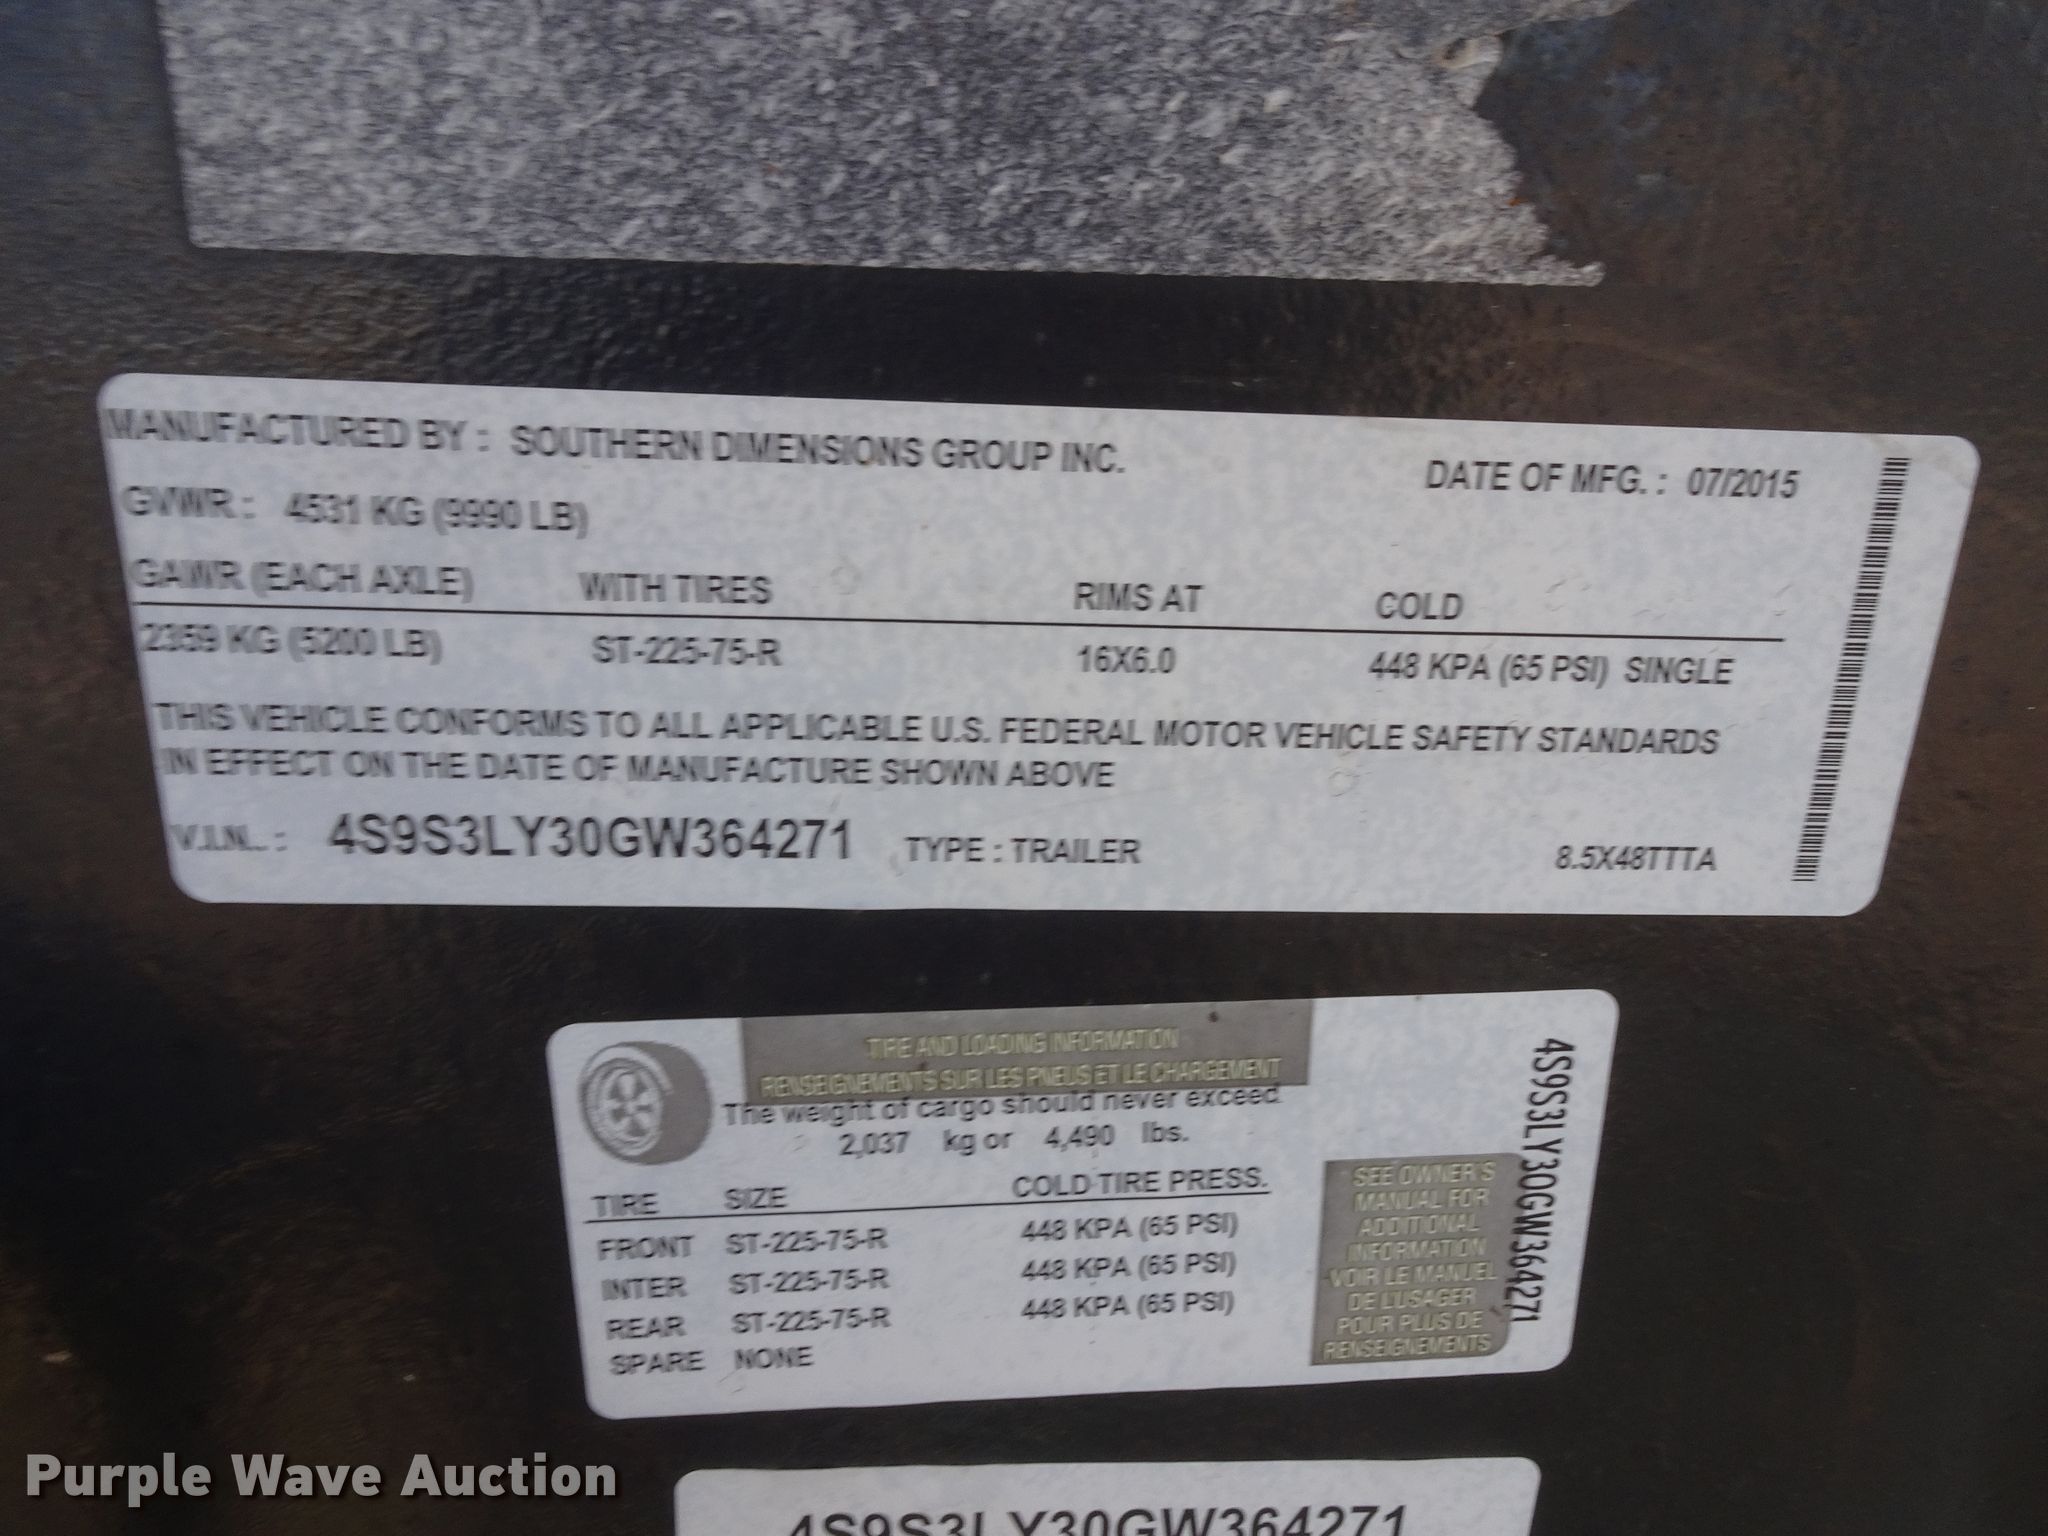 MANUFACTURED BY : SOUTHERN DIMENSIONS GROUP INC. DATE OF MFG. : 07/2015
GVWR : 4531 KG (9990 LB)
GAWR (EACH AXLE) WITH TIRES RIMS AT COLD
2359 KG (5200 LB) ST-225-75-R 16X6.0 448 KPA (65 PSI) SINGLE
THIS VEHICLE CONFORMS TO ALL APPLICABLE U.S. FEDERAL MOTOR VEHICLE SAFETY STANDARDS
IN EFFECT ON THE DATE OF MANUFACTURE SHOWN ABOVE
V.I.N.. : 4S9S3LY30GW364271 TYPE : TRAILER 8.5X48TTTA
TIRE AND LOADING INFORMATION
RENSEIGNEMENTS SUR LES PNEUS ET LE CHARGEMENT
The weight of cargo should never exceed
2,037 kg or 4,490 lbs.
TIRE SIZE COLD TIRE PRESS.
FRONT ST-225-75-R 448 KPA (65 PSI)
INTER ST-225-75-R 448 KPA (65 PSI)
REAR ST-225-75-R 448 KPA (65 PSI)
SPARE NONE
SEE OWNER'S
MANUAL FOR
ADDITIONAL
INFORMATION
VOIR LE MANUEL
DE L'USAGER
POUR PLUS DE
RENSEIGNEMENTS
4S9S3LY30GW364271
4S9S3LY30GW364271
Purple Wave Auction